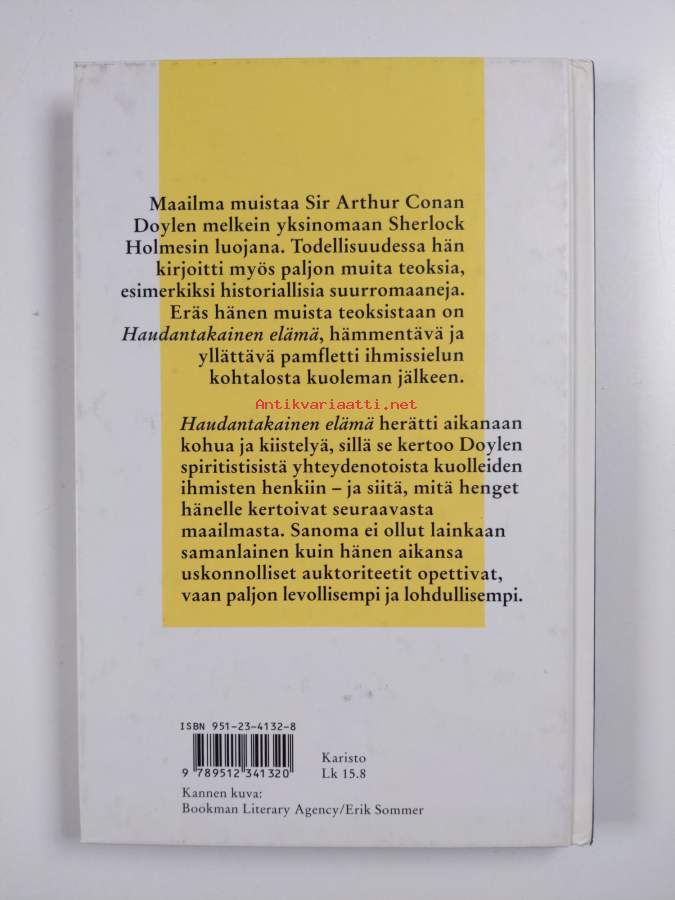 Maailma muistaa Sir Arthur Conan
Doylen melkein yksinomaan Sherlock
Holmesin luojana. Todellisuudessa hän
kirjoitti myös paljon muita teoksia,
esimerkiksi historiallisia suurromaaneja.
Eräs hänen muista teoksistaan on
Haudantakainen elämä, hämmentävä ja
yllättävä pamfletti ihmissielun
kohtalosta kuoleman jälkeen.
Antikvariaatti.net
Haudantakainen elämä herätti aikanaan
kohua ja kiistelyä, sillä se kertoo Doylen
spiritistisistä yhteydenotoista kuolleiden
ihmisten henkiin – ja siitä, mitä henget
hänelle kertoivat seuraavasta
maailmasta. Sanoma ei ollut lainkaan
samanlainen kuin hänen aikansa
uskonnolliset auktoriteetit opettivat,
vaan paljon levollisempi ja lohdullisempi.
ISBN 951-23-4132-8
9 789512 341320
Karisto
Lk 15.8
Kannen kuva:
Bookman Literary Agency/Erik Sommer